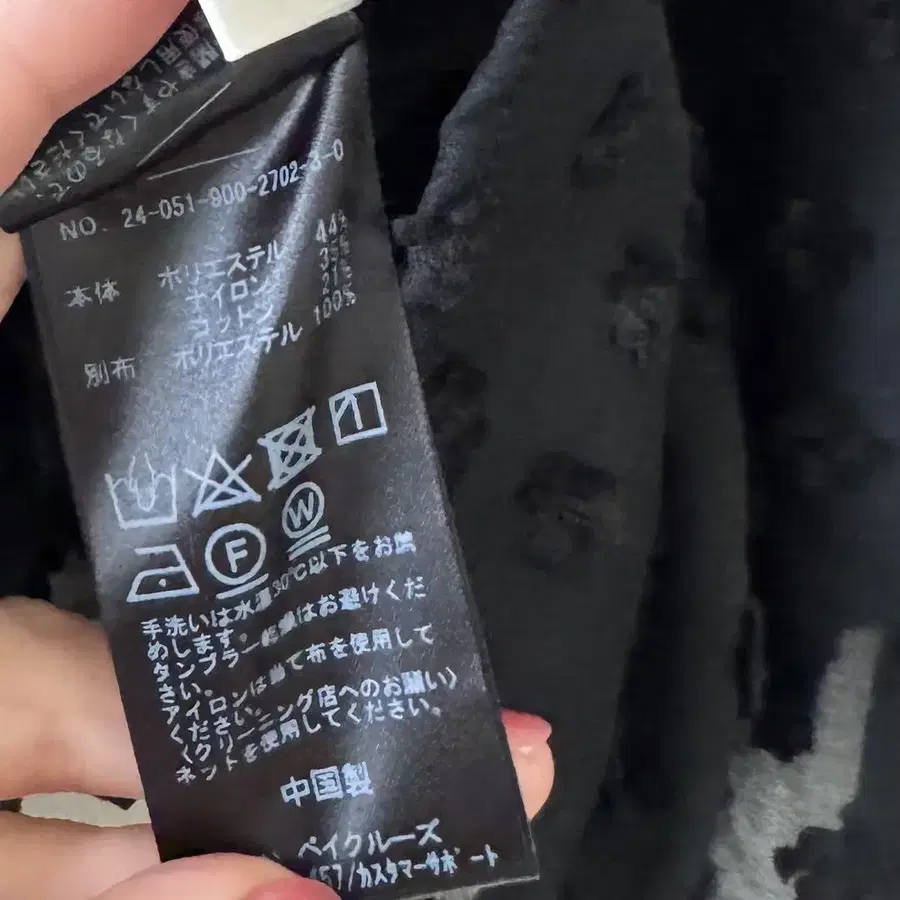 NO. 24-051-900-2702-3-0
本体 ポリエステル 44%
ナイロン 35%
コットン 21%
別布 ポリエステル 100%
F W
手洗いは水温30℃以下をお勧
めします。
タンブラー乾燥はお避けくだ
さい。
アイロンは当て布を使用して
ください。
〈クリーニング店へのお願い〉
ネットを使用してください。
中国製
ベイクルーズ
457/カスタマーサポート